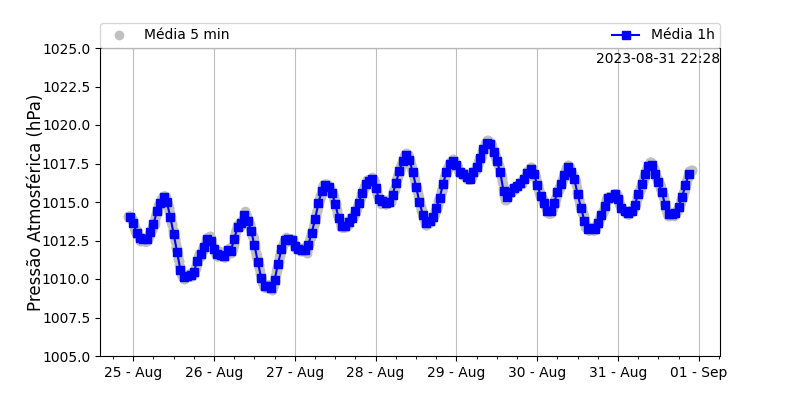 Média 5 min
Média 1h
2023-08-31 22:28
Pressão Atmosférica (hPa)
1025.0
1022.5
1020.0
1017.5
1015.0
1012.5
1010.0
1007.5
1005.0
25 - Aug
26 - Aug
27 - Aug
28 - Aug
29 - Aug
30 - Aug
31 - Aug
01 - Sep